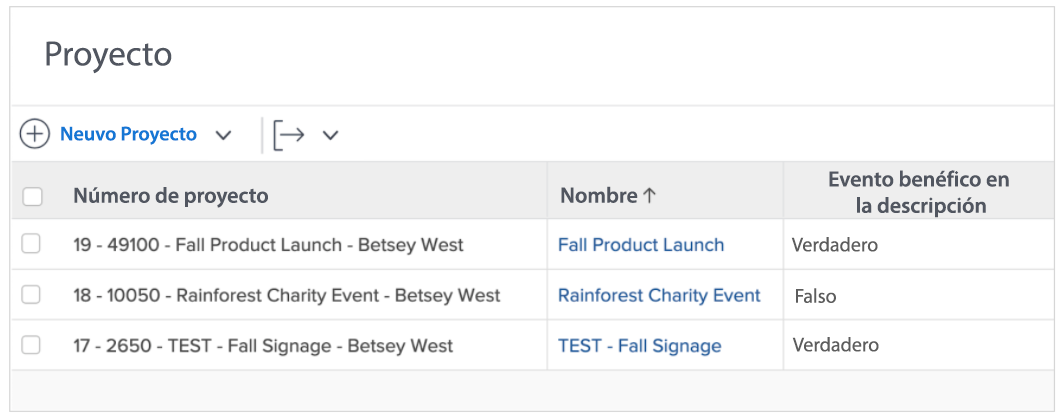 Proyecto
Neuvo Proyecto
Número de proyecto Nombre ↑ Evento benéfico en
la descripción
19 - 49100 - Fall Product Launch - Betsey West Fall Product Launch Verdadero
18 - 10050 - Rainforest Charity Event - Betsey West Rainforest Charity Event Falso
17 - 2650 - TEST - Fall Signage - Betsey West TEST - Fall Signage Verdadero